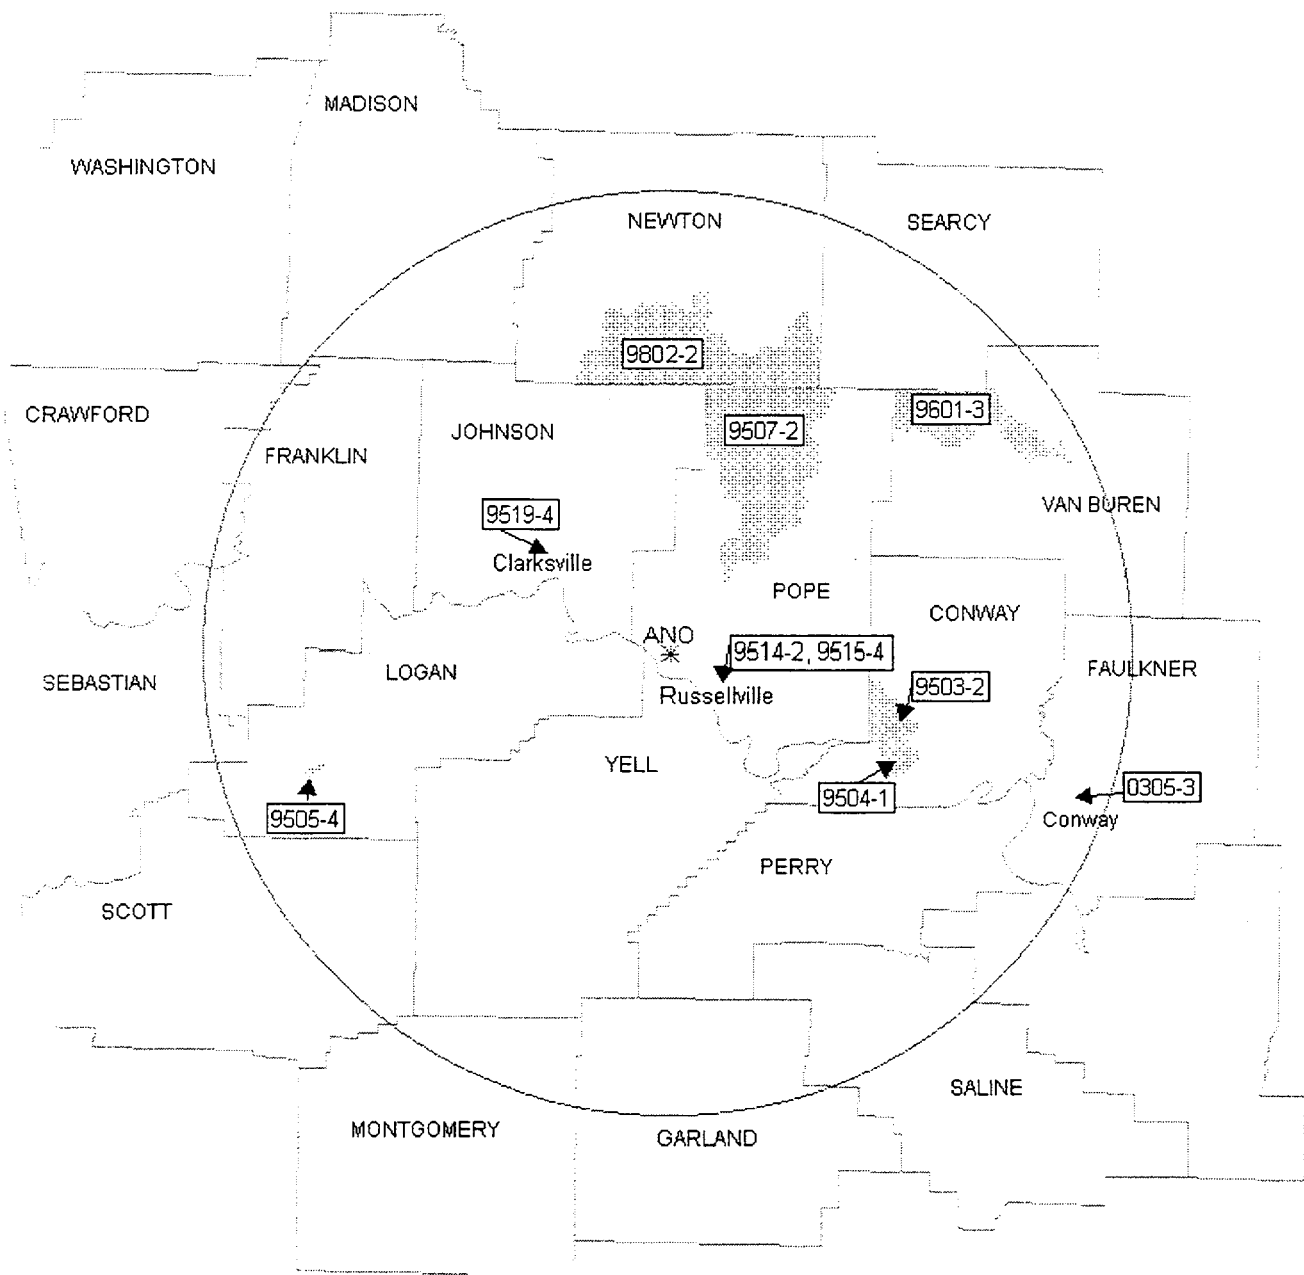 MADISON
WASHINGTON
NEWTON
SEARCY
9802-2
9601-3
CRAWFORD
9507-2
JOHNSON
FRANKLIN
VAN BUREN
9519-4
Clarksville
POPE
CONWAY
ANO
9514-2, 9515-4
FAULKNER
LOGAN
SEBASTIAN
9503-2
Russellville
YELL
0305-3
9504-1
9505-4
Conway
PERRY
SCOTT
SALINE
MONTGOMERY
GARLAND